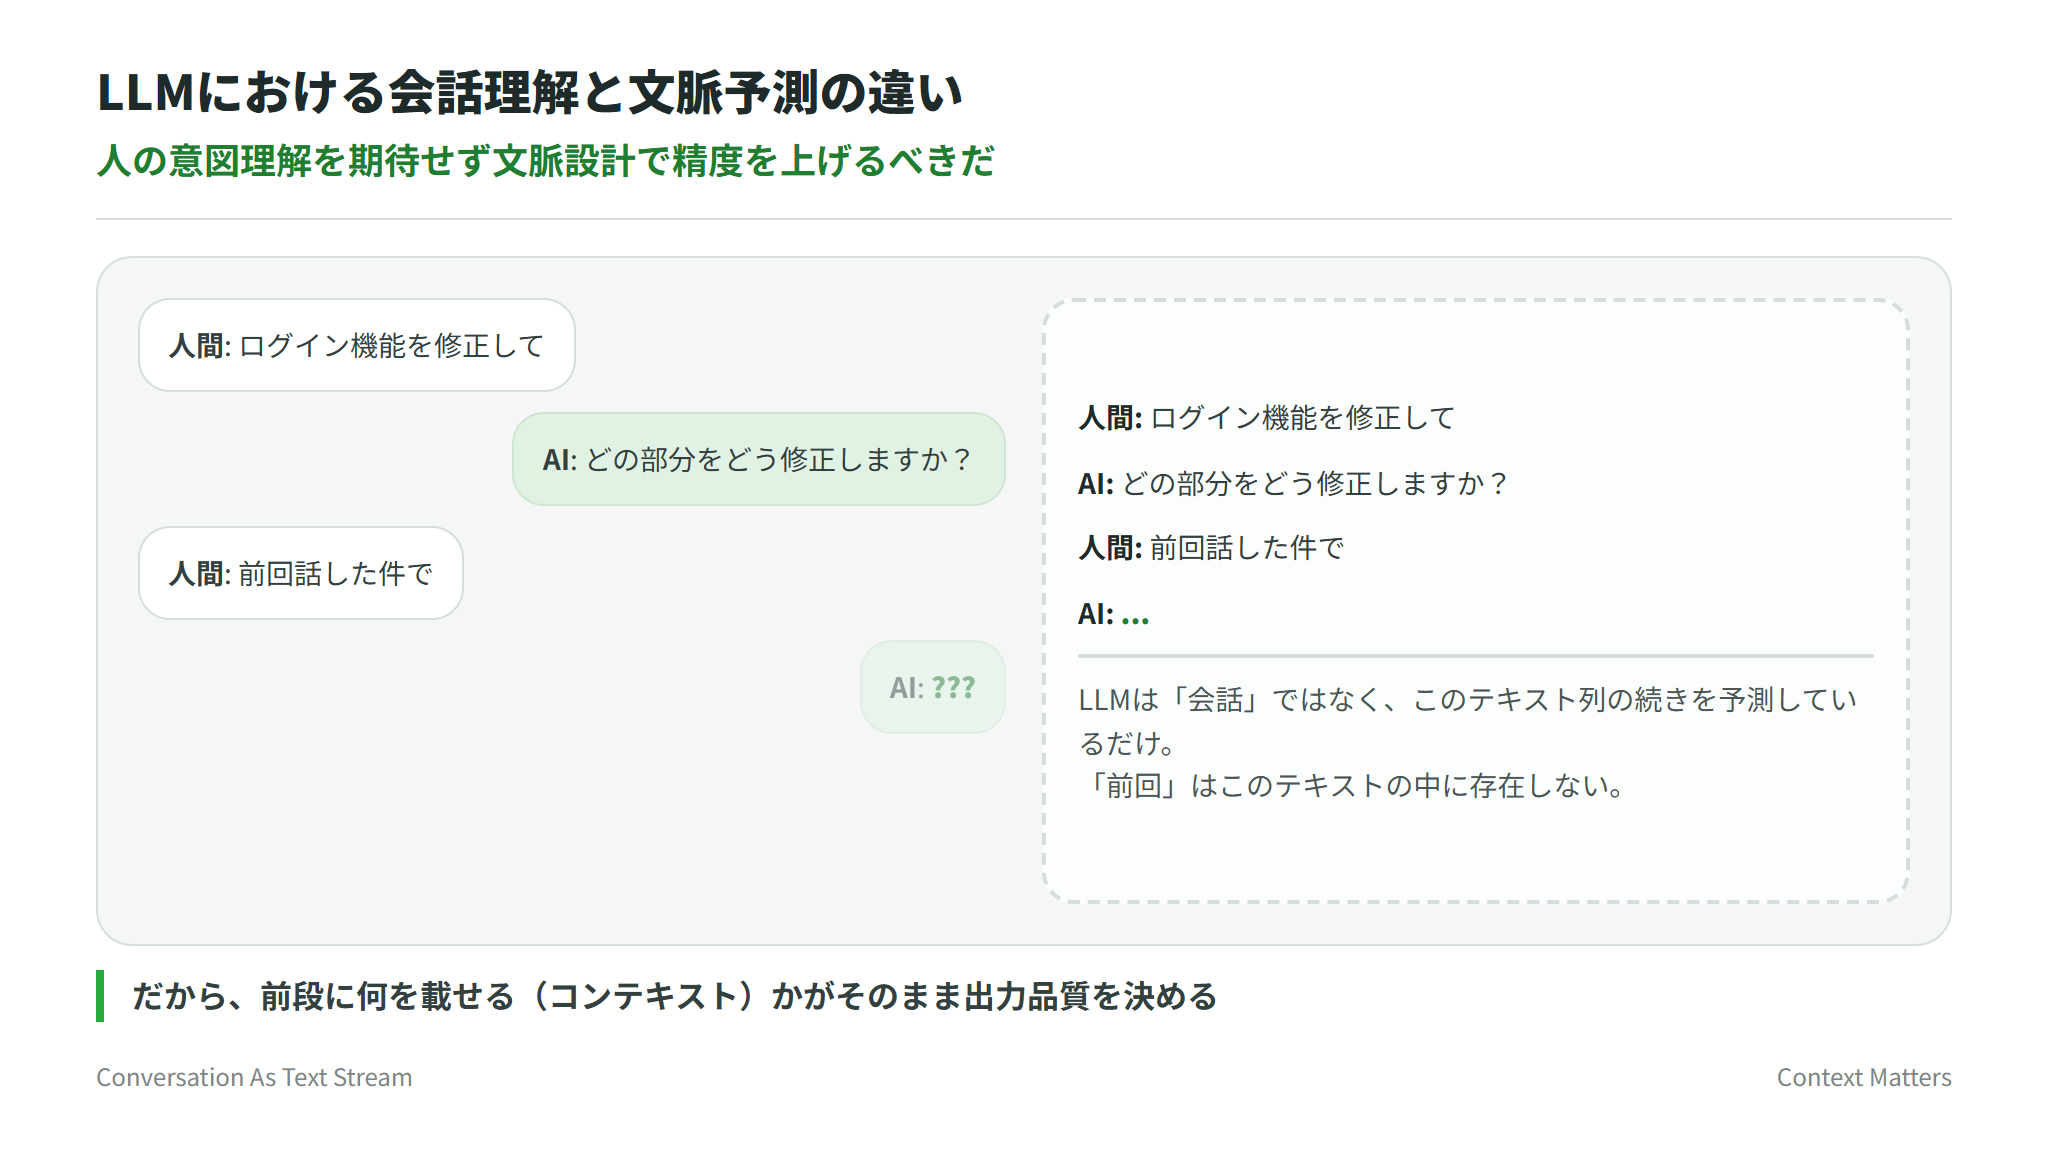 LLMにおける会話理解と文脈予測の違い
人の意図理解を期待せず文脈設計で精度を上げるべきだ
人間: ログイン機能を修正して
AI: どの部分をどう修正しますか？
人間: 前回話した件で
AI: ???
人間: ログイン機能を修正して
AI: どの部分をどう修正しますか？
人間: 前回話した件で
AI: ...
LLMは「会話」ではなく、このテキスト列の続きを予測してい
るだけ。
「前回」はこのテキストの中に存在しない。
だから、前段に何を載せる（コンテキスト）かがそのまま出力品質を決める
Conversation As Text Stream
Context Matters